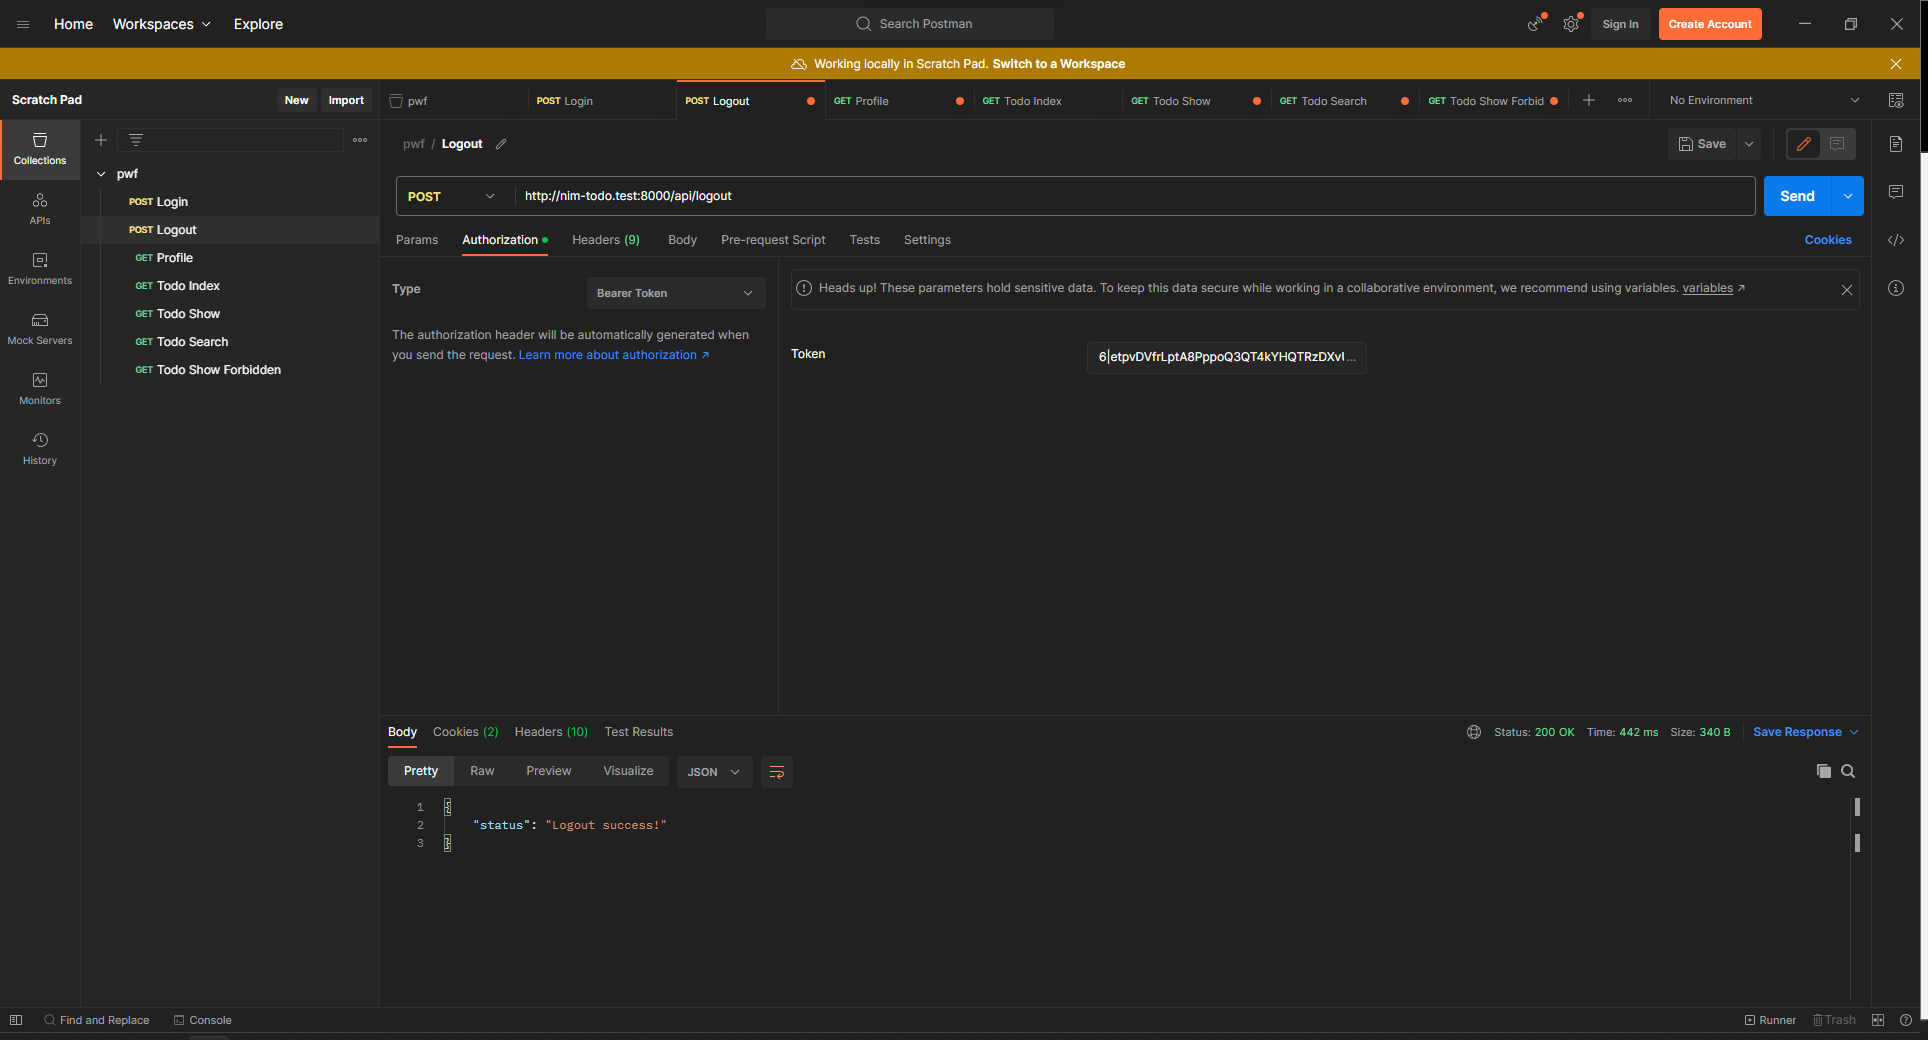 Home Workspaces Explore Search Postman Sign In Create Account
Working locally in Scratch Pad. Switch to a Workspace
Scratch Pad New Import pwf POST Login POST Logout GET Profile GET Todo Index GET Todo Show GET Todo Search GET Todo Show Forbid No Environment
Collections
APIs
Environments
Mock Servers
Monitors
History
pwf
POST Login
POST Logout
GET Profile
GET Todo Index
GET Todo Show
GET Todo Search
GET Todo Show Forbidden
pwf / Logout Save
POST http://nim-todo.test:8000/api/logout Send
Params Authorization Headers (9) Body Pre-request Script Tests Settings Cookies
Type Bearer Token
The authorization header will be automatically generated when
you send the request. Learn more about authorization ↗
Heads up! These parameters hold sensitive data. To keep this data secure while working in a collaborative environment, we recommend using variables. variables ↗
Token 6|etpvDVfrLptA8PppoQ3QT4kYHQTRzDXv...
Body Cookies (2) Headers (10) Test Results Status: 200 OK Time: 442 ms Size: 340 B Save Response
Pretty Raw Preview Visualize JSON
1 {
2 "status": "Logout success!"
3 }
Find and Replace Console Runner Trash